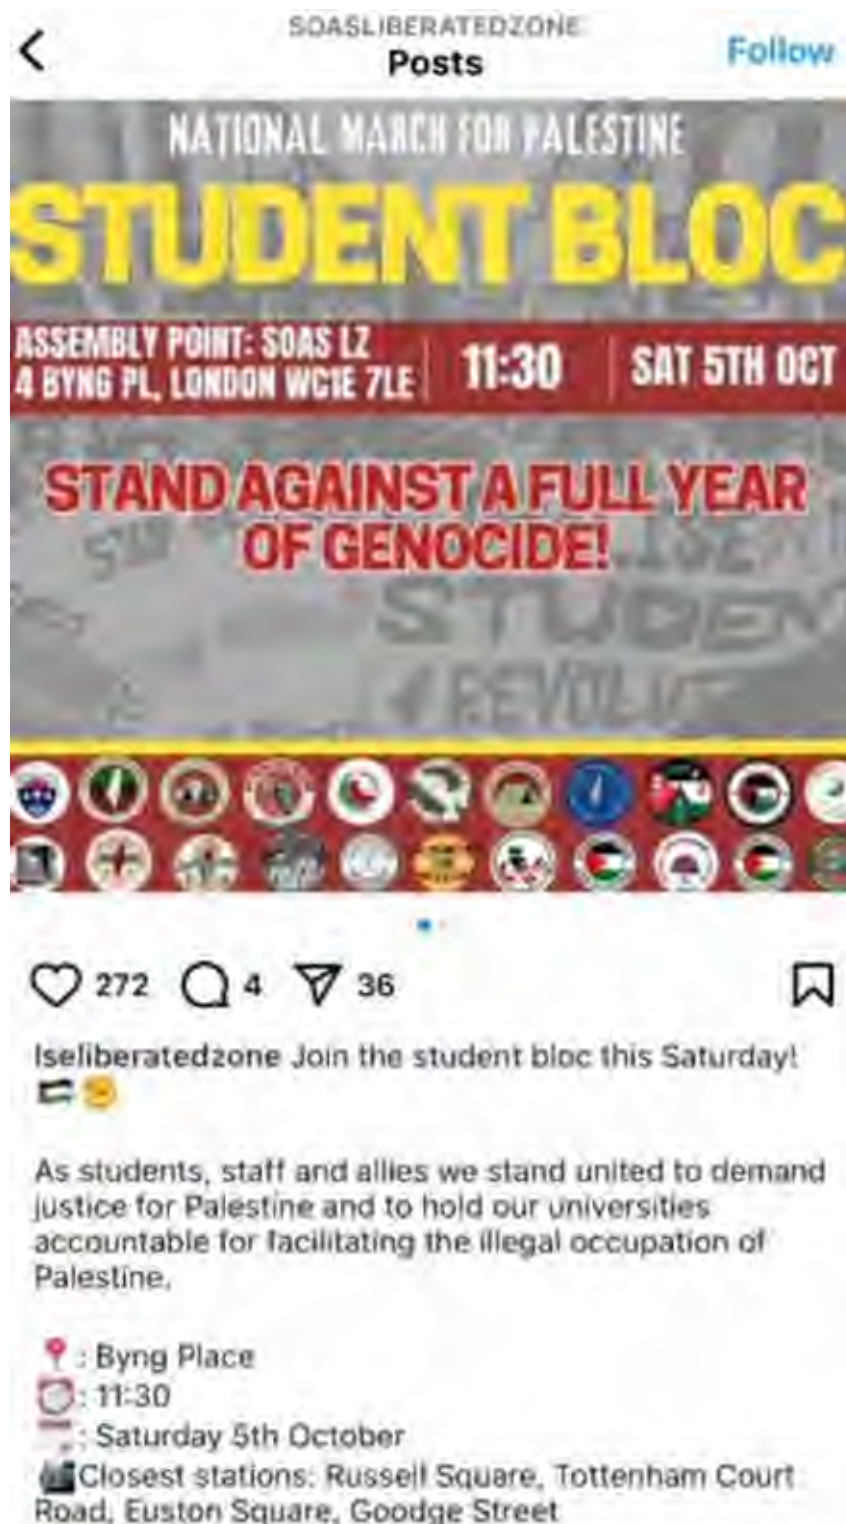 SOASLIBERATEDZONE
Posts
Follow
NATIONAL MARCH FOR PALESTINE
STUDENT BLOC
ASSEMBLY POINT: SOAS LZ
4 BYNG PL, LONDON WC1E 7LE
11:30
SAT 5TH OCT
STAND AGAINST A FULL YEAR
OF GENOCIDE!
STUDEN
REVOLUT
272
4
36
lseliberatedzone Join the student bloc this Saturday!
As students, staff and allies we stand united to demand
justice for Palestine and to hold our universities
accountable for facilitating the illegal occupation of
Palestine.
: Byng Place
: 11:30
: Saturday 5th October
Closest stations: Russell Square, Tottenham Court
Road, Euston Square, Goodge Street